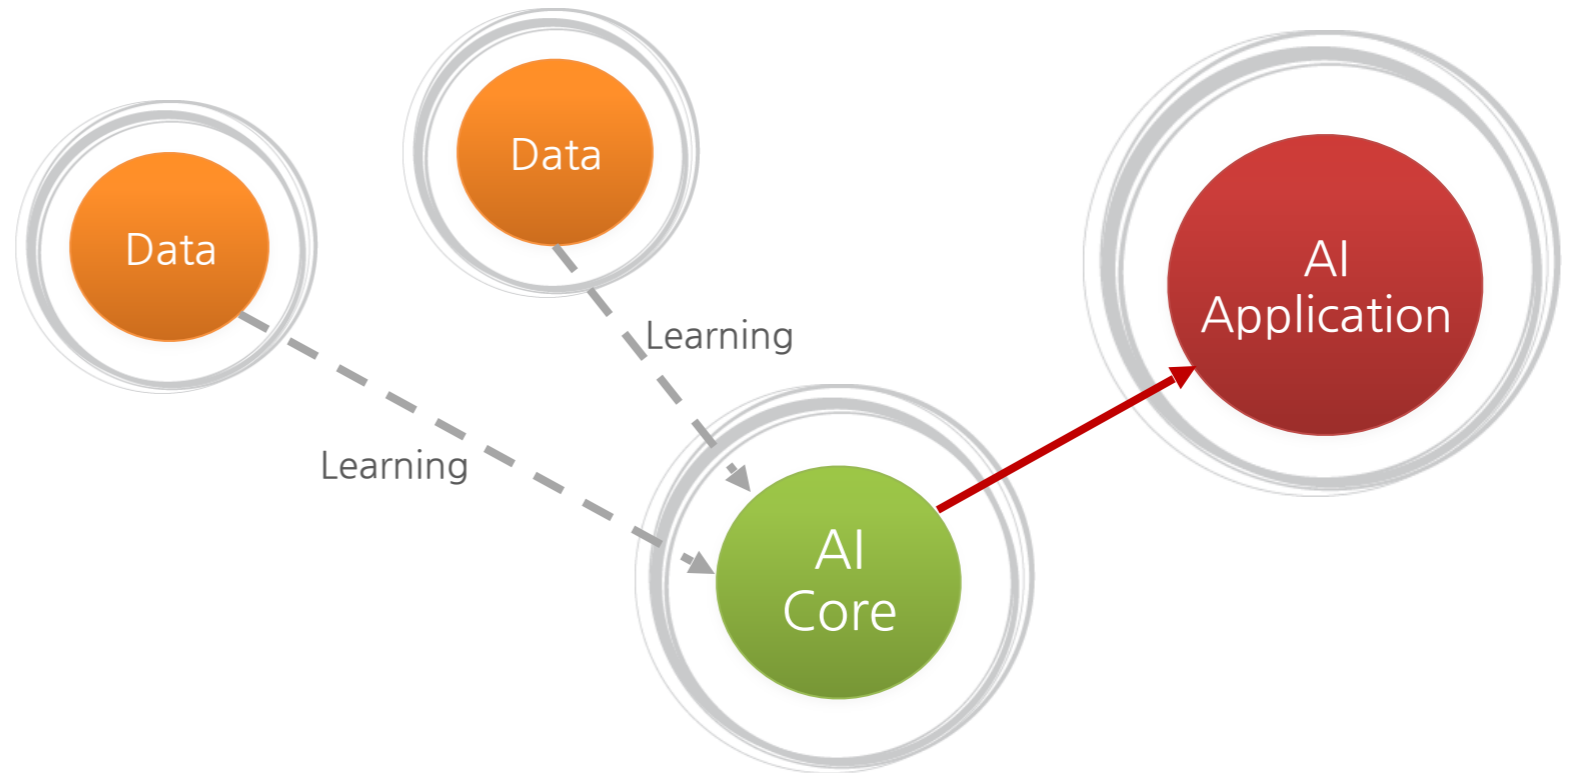 Data
Data
Learning
Learning
AI
Core
AI
Application